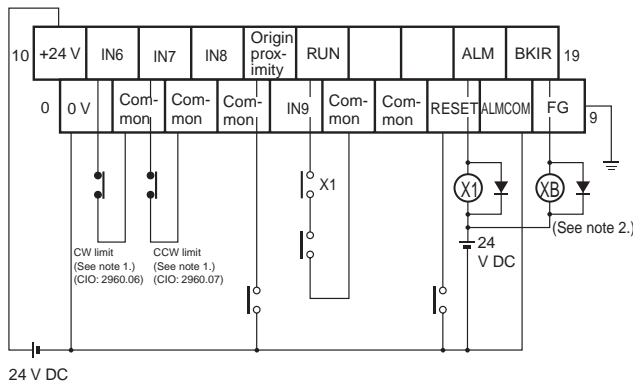 10 +24 V IN6 IN7 IN8 Origin prox- imity RUN ALM BKIR 19
0 0 V Com- mon Com- mon Com- mon IN9 Com- mon Com- mon RESET ALMCOM FG 9
X1
X1 XB
(See note 2.)
CW limit
(See note 1.)
(CIO: 2960.06)
CCW limit
(See note 1.)
(CIO: 2960.07)
24
V DC
24 V DC